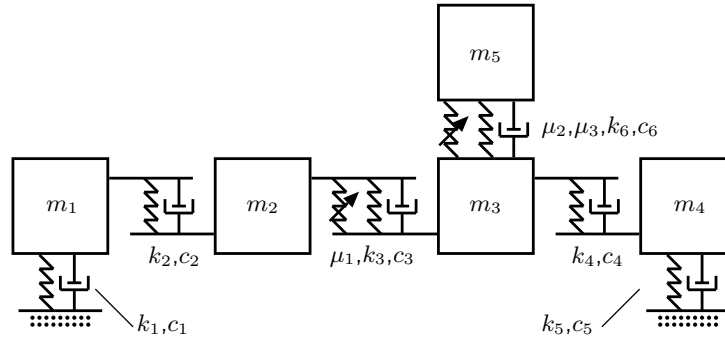 m₅
μ₂,μ₃,k₆,c₆
m₁
m₂
m₃
m₄
k₂,c₂
μ₁,k₃,c₃
k₄,c₄
k₁,c₁
k₅,c₅